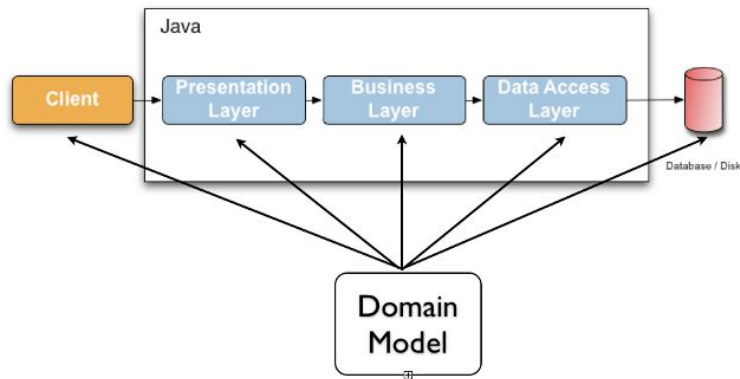 Java
Client
Presentation
Layer
Business
Layer
Data Access
Layer
Database / Disk
Domain
Model